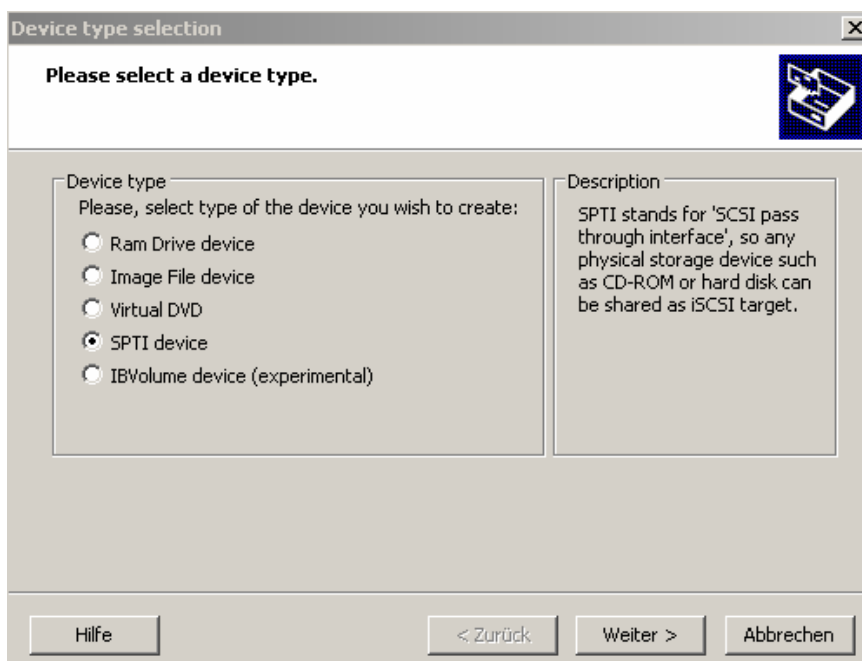 Device type selection
Please select a device type.
Device type
Please, select type of the device you wish to create:
Ram Drive device
Image File device
Virtual DVD
SPTI device
IBVolume device (experimental)
Description
SPTI stands for 'SCSI pass
through interface', so any
physical storage device such
as CD-ROM or hard disk can
be shared as iSCSI target.
Hilfe
< Zurück
Weiter >
Abbrechen